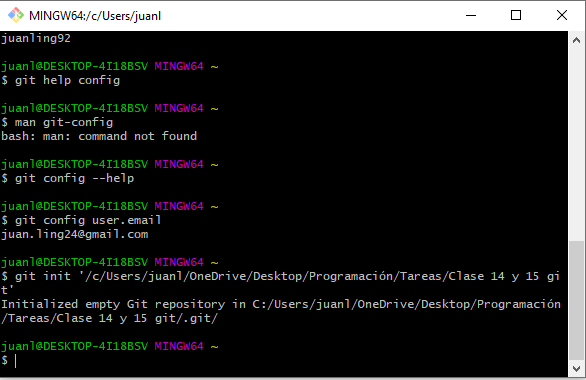 MINGW64:/c/Users/juanl
juanling92
juanl@DESKTOP-4I18BSV MINGW64 ~
$ git help config
juanl@DESKTOP-4I18BSV MINGW64 ~
$ man git-config
bash: man: command not found
juanl@DESKTOP-4I18BSV MINGW64 ~
$ git config --help
juanl@DESKTOP-4I18BSV MINGW64 ~
$ git config user.email
juan.ling24@gmail.com
juanl@DESKTOP-4I18BSV MINGW64 ~
$ git init '/c/Users/juanl/OneDrive/Desktop/Programación/Tareas/Clase 14 y 15 gi
t'
Initialized empty Git repository in C:/Users/juanl/OneDrive/Desktop/Programación
/Tareas/Clase 14 y 15 git/.git/
juanl@DESKTOP-4I18BSV MINGW64 ~
$